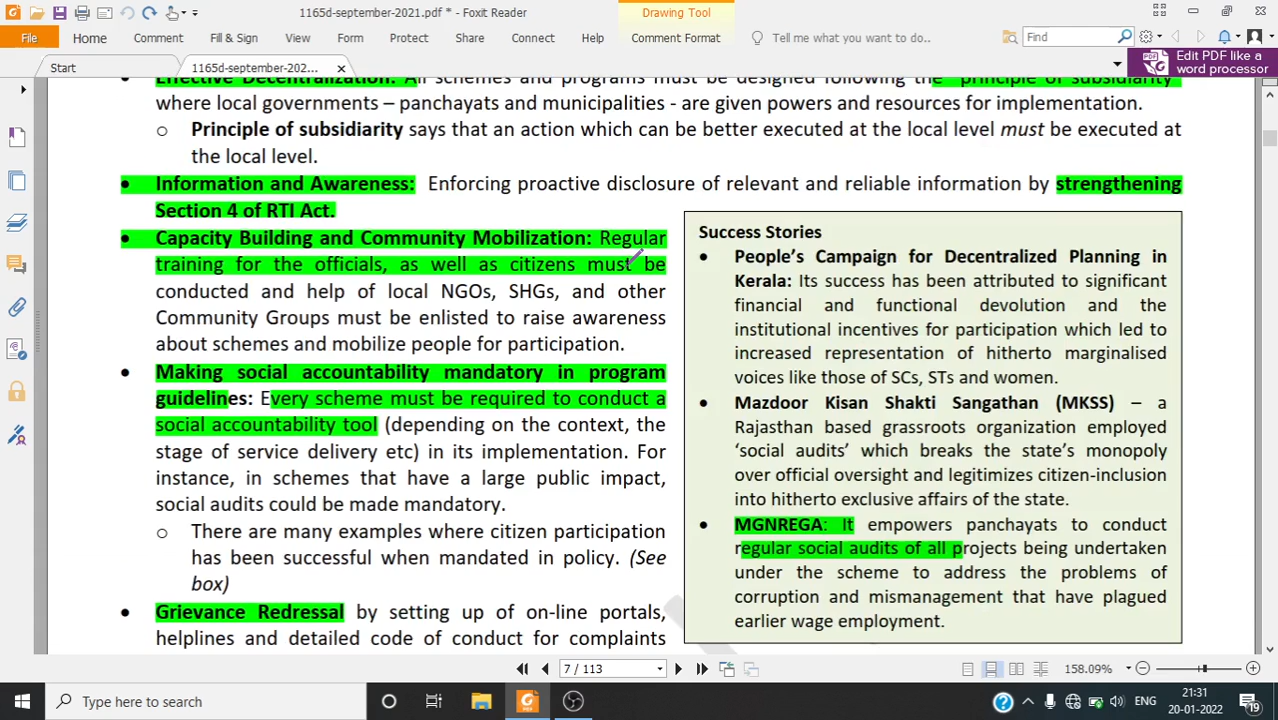 1165d-september-2021.pdf * - Foxit Reader
Drawing Tool
File
Home
Comment
Fill & Sign
View
Form
Protect
Share
Connect
Help
Comment Format
Tell me what you want to do..
Find
Start
1165d-september-202...
Edit PDF like a
word processor
• Effective Decentralization: All schemes and programs must be designed following the "principle of subsidiarity"
where local governments – panchayats and municipalities - are given powers and resources for implementation.
o Principle of subsidiarity says that an action which can be better executed at the local level must be executed at
the local level.
• Information and Awareness: Enforcing proactive disclosure of relevant and reliable information by strengthening
Section 4 of RTI Act.
• Capacity Building and Community Mobilization: Regular
training for the officials, as well as citizens must be
conducted and help of local NGOs, SHGs, and other
Community Groups must be enlisted to raise awareness
about schemes and mobilize people for participation.
• Making social accountability mandatory in program
guidelines: Every scheme must be required to conduct a
social accountability tool (depending on the context, the
stage of service delivery etc) in its implementation. For
instance, in schemes that have a large public impact,
social audits could be made mandatory.
o There are many examples where citizen participation
has been successful when mandated in policy. (See
box)
• Grievance Redressal by setting up of on-line portals,
helplines and detailed code of conduct for complaints
Success Stories
• People's Campaign for Decentralized Planning in
Kerala: Its success has been attributed to significant
financial and functional devolution and the
institutional incentives for participation which led to
increased representation of hitherto marginalised
voices like those of SCs, STs and women.
• Mazdoor Kisan Shakti Sangathan (MKSS) – a
Rajasthan based grassroots organization employed
'social audits' which breaks the state's monopoly
over official oversight and legitimizes citizen-inclusion
into hitherto exclusive affairs of the state.
• MGNREGA: It empowers panchayats to conduct
regular social audits of all projects being undertaken
under the scheme to address the problems of
corruption and mismanagement that have plagued
earlier wage employment.
7 / 113
158.09%
Type here to search
ENG
21:31
20-01-2022
19